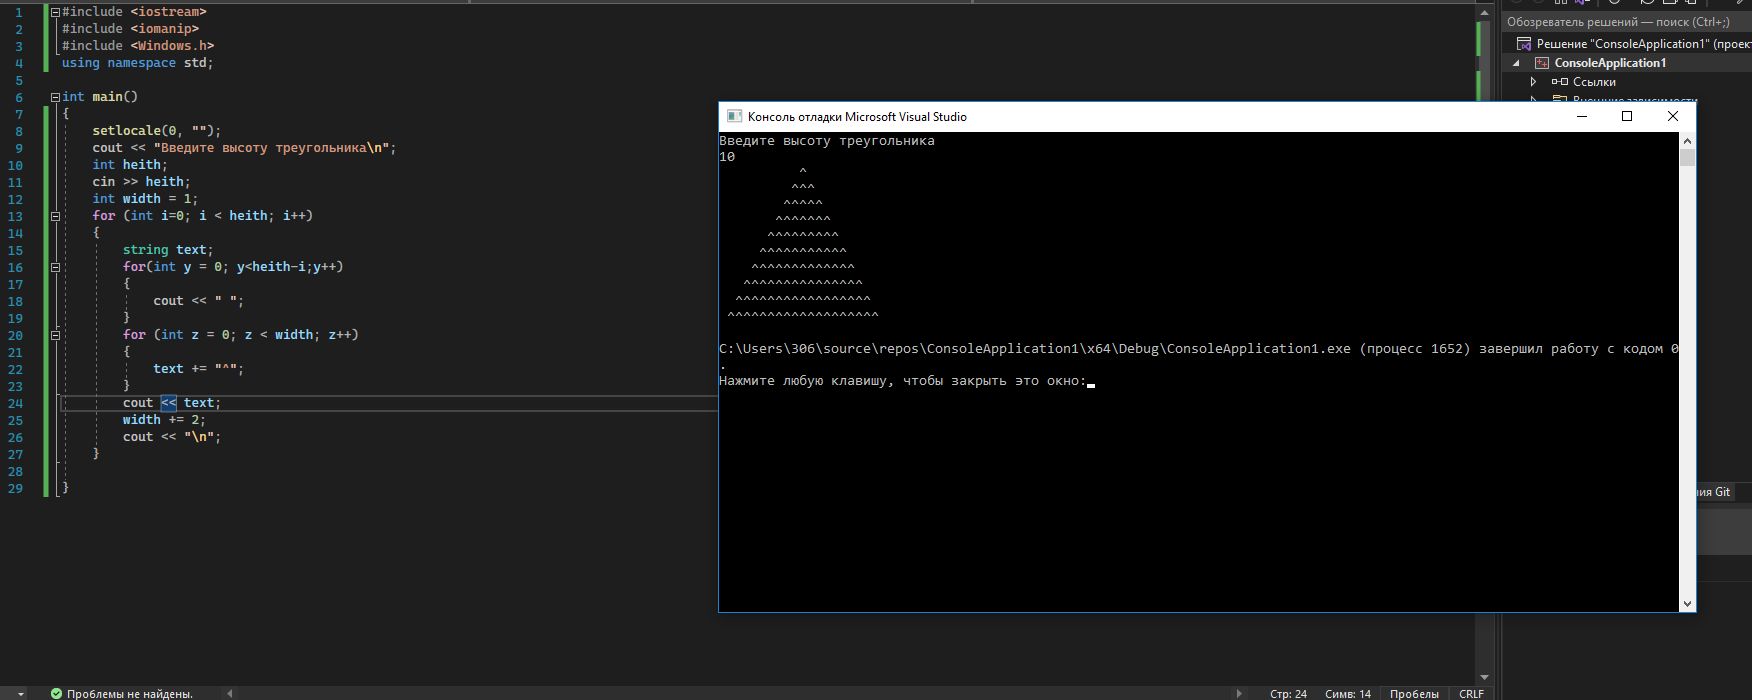 1 #include <iostream>
2 #include <iomanip>
3 #include <Windows.h>
4 using namespace std;
5
6 int main()
7 {
8 setlocale(0, "");
9 cout << "Введите высоту треугольника\n";
10 int heith;
11 cin >> heith;
12 int width = 1;
13 for (int i=0; i < heith; i++)
14 {
15 string text;
16 for(int y = 0; y<heith-i;y++)
17 {
18 cout << " ";
19 }
20 for (int z = 0; z < width; z++)
21 {
22 text += "^";
23 }
24 cout << text;
25 width += 2;
26 cout << "\n";
27 }
28
29 }
Проблемы не найдены.
Стр: 24 Симв: 14 Пробелы CRLF
Консоль отладки Microsoft Visual Studio
Введите высоту треугольника
10
^
^^^
^^^^^
^^^^^^^
^^^^^^^^^
^^^^^^^^^^^
^^^^^^^^^^^^^
^^^^^^^^^^^^^^^
^^^^^^^^^^^^^^^^^
^^^^^^^^^^^^^^^^^^^
C:\Users\306\source\repos\ConsoleApplication1\x64\Debug\ConsoleApplication1.exe (процесс 1652) завершил работу с кодом 0
.
Нажмите любую клавишу, чтобы закрыть это окно:
Обозреватель решений — поиск (Ctrl+;)
Решение "ConsoleApplication1" (проек
ConsoleApplication1
Ссылки
Внешние зависимости
ия Git